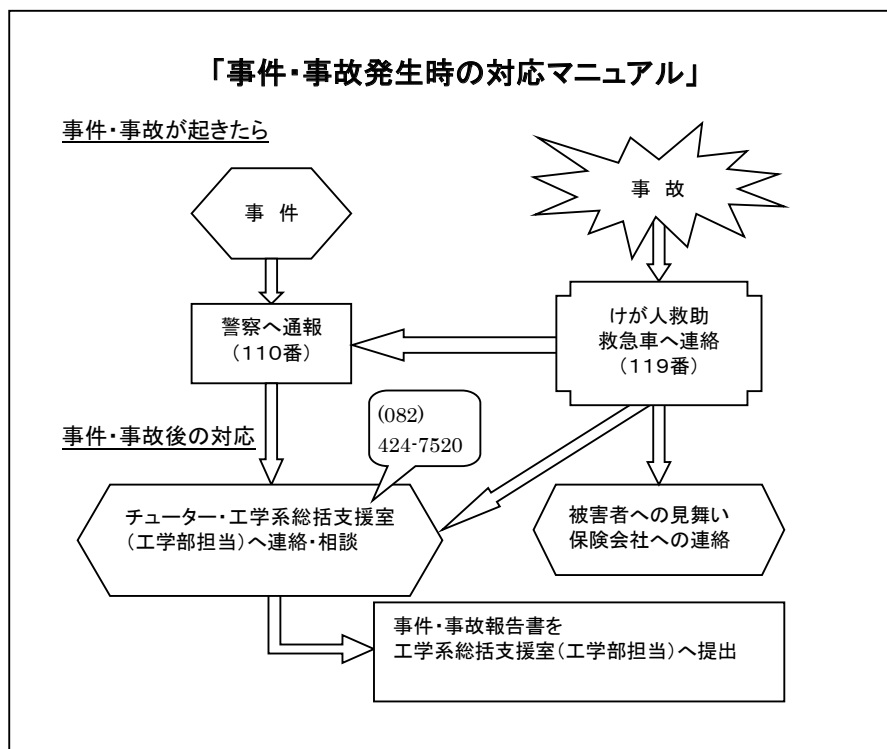 「事件・事故発生時の対応マニュアル」
事件・事故が起きたら
事 件
事 故
警察へ通報
（１１０番）
けが人救助
救急車へ連絡
（１１９番）
事件・事故後の対応
(082)
424-7520
チューター・工学系総括支援室
（工学部担当）へ連絡・相談
被害者への見舞い
保険会社への連絡
事件・事故報告書を
工学系総括支援室（工学部担当）へ提出